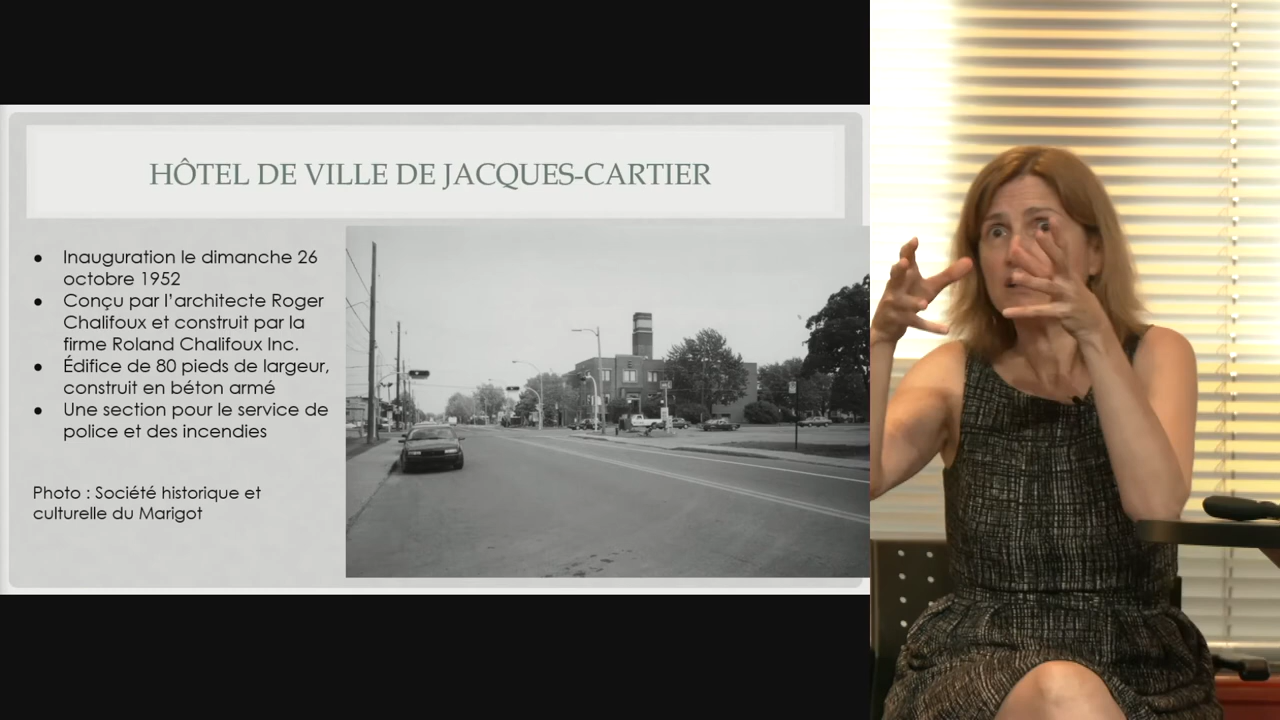 HÔTEL DE VILLE DE JACQUES-CARTIER
● Inauguration le dimanche 26
octobre 1952
● Conçu par l'architecte Roger
Chalifoux et construit par la
firme Roland Chalifoux Inc.
● Édifice de 80 pieds de largeur,
construit en béton armé
● Une section pour le service de
police et des incendies
Photo : Société historique et
culturelle du Marigot